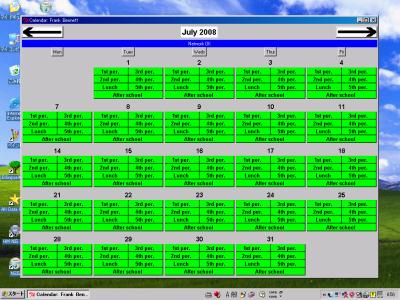 Calendar: Frank Bennett
July 2008
Network OK
Mon Tues Weds Thur Fri
1 2 3 4
1st per. 3rd per. 1st per. 3rd per. 1st per. 3rd per. 1st per. 3rd per.
2nd per. 4th per. 2nd per. 4th per. 2nd per. 4th per. 2nd per. 4th per.
Lunch 5th per. Lunch 5th per. Lunch 5th per. Lunch 5th per.
After school After school After school After school
7 8 9 10 11
1st per. 3rd per. 1st per. 3rd per. 1st per. 3rd per. 1st per. 3rd per. 1st per. 3rd per.
2nd per. 4th per. 2nd per. 4th per. 2nd per. 4th per. 2nd per. 4th per. 2nd per. 4th per.
Lunch 5th per. Lunch 5th per. Lunch 5th per. Lunch 5th per. Lunch 5th per.
After school After school After school After school After school
14 15 16 17 18
1st per. 3rd per. 1st per. 3rd per. 1st per. 3rd per. 1st per. 3rd per. 1st per. 3rd per.
2nd per. 4th per. 2nd per. 4th per. 2nd per. 4th per. 2nd per. 4th per. 2nd per. 4th per.
Lunch 5th per. Lunch 5th per. Lunch 5th per. Lunch 5th per. Lunch 5th per.
After school After school After school After school After school
21 22 23 24 25
1st per. 3rd per. 1st per. 3rd per. 1st per. 3rd per. 1st per. 3rd per. 1st per. 3rd per.
2nd per. 4th per. 2nd per. 4th per. 2nd per. 4th per. 2nd per. 4th per. 2nd per. 4th per.
Lunch 5th per. Lunch 5th per. Lunch 5th per. Lunch 5th per. Lunch 5th per.
After school After school After school After school After school
28 29 30 31
1st per. 3rd per. 1st per. 3rd per. 1st per. 3rd per. 1st per. 3rd per.
2nd per. 4th per. 2nd per. 4th per. 2nd per. 4th per. 2nd per. 4th per.
Lunch 5th per. Lunch 5th per. Lunch 5th per. Lunch 5th per.
After school After school After school After school
スタート Calendar: Frank Ben...